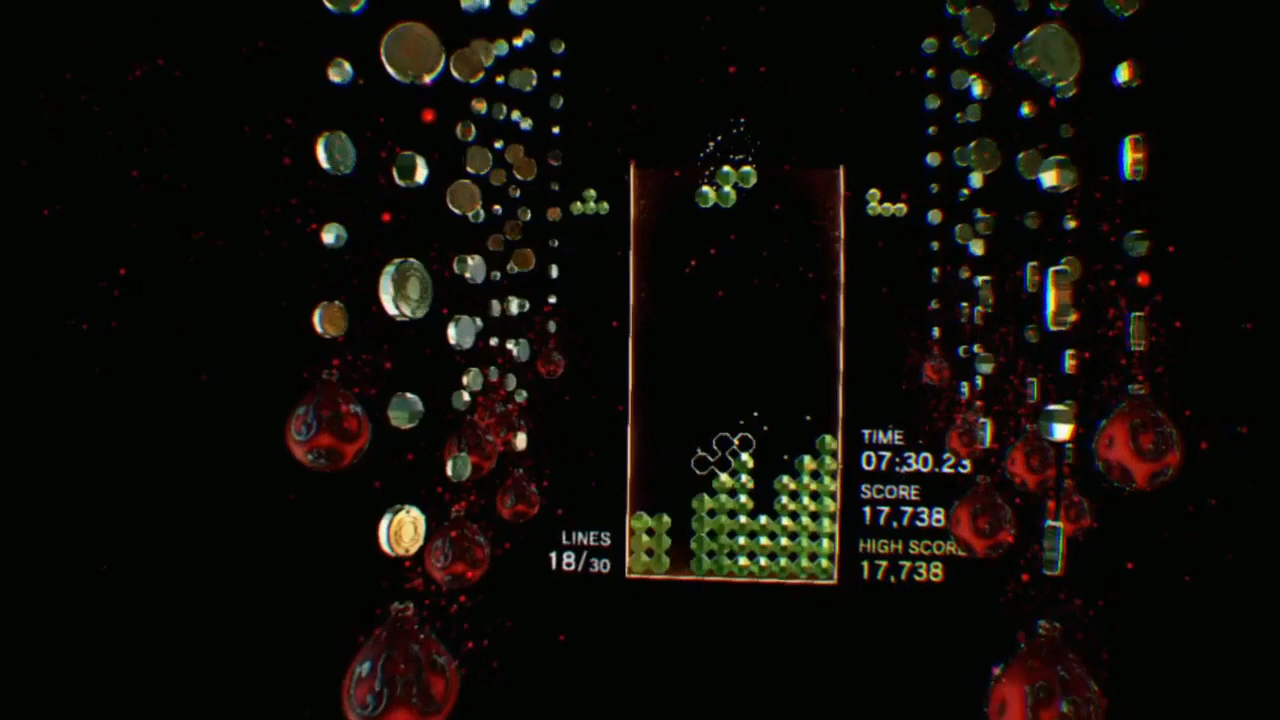 LINES
18/30
TIME
07:30.23
SCORE
17,738
HIGH SCORE
17,738